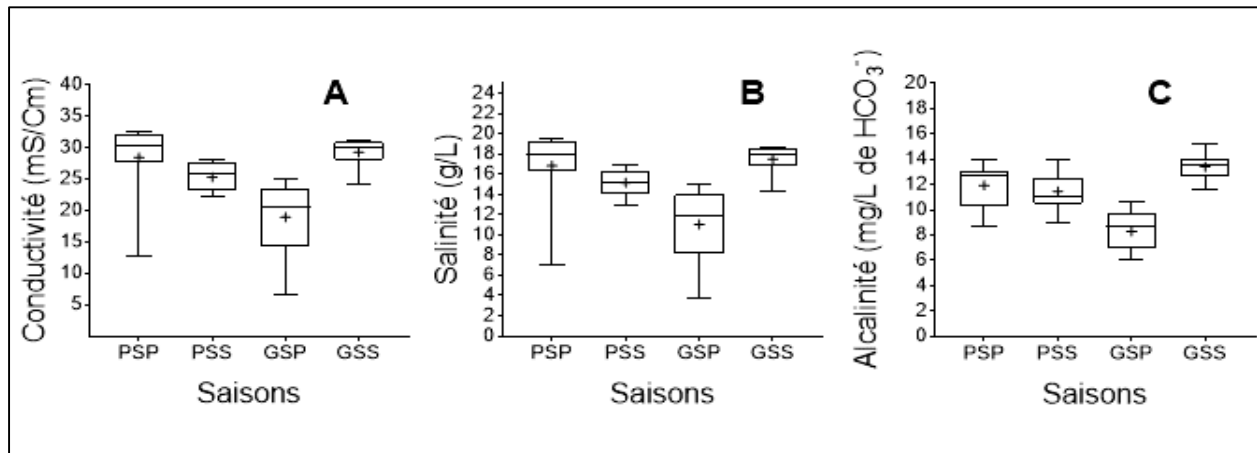 A
Conductivité (mS/Cm)
40
35
30
25
20
15
10
5
PSP PSS GSP GSS
Saisons
B
Salinité (g/L)
24
22
20
18
16
14
12
10
8
6
4
2
0
PSP PSS GSP GSS
Saisons
C
Alcalinité (mg/L de HCO₃⁻)
20
18
16
14
12
10
8
6
4
2
0
PSP PSS GSP GSS
Saisons